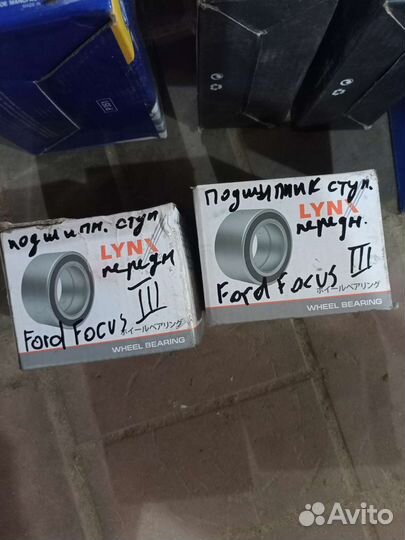 подшипн. ступ
LYNX
передн
III
Ford FOCUS
ホイールベアリング
WHEEL BEARING
подшипник ступ.
LYNX
передн.
III
Ford FOCUS
ホイールベアリング
WHEEL BEARING
Avito